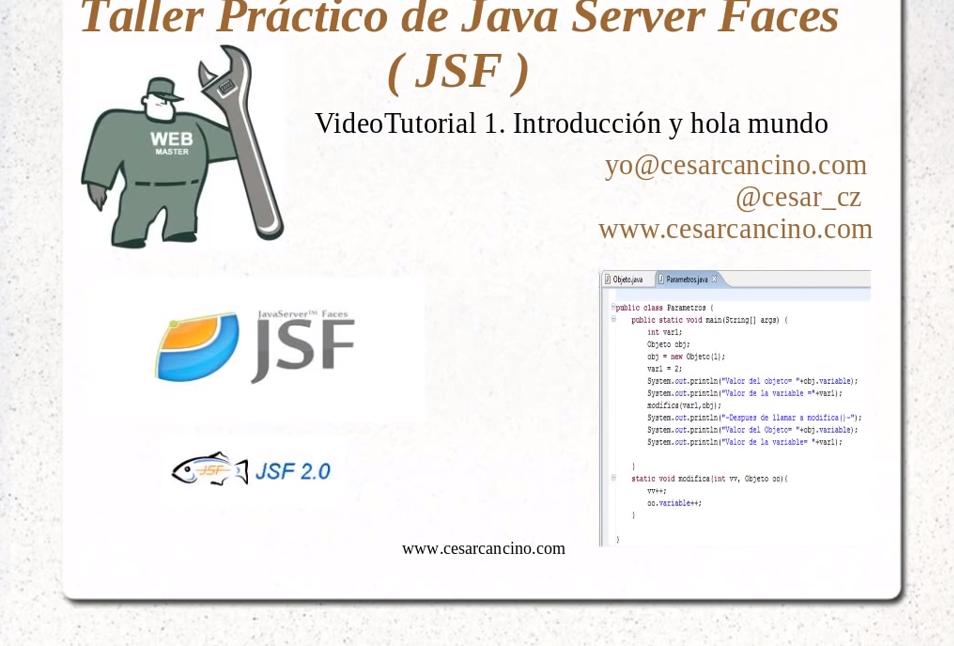 Taller Práctico de Java Server Faces
( JSF )
VideoTutorial 1. Introducción y hola mundo
yo@cesarcancino.com
@cesar_cz
www.cesarcancino.com
WEB
MASTER
JavaServer™ Faces
JSF
JSF
JSF 2.0
Objeto.java Parametros.java
public class Parametros {
public static void main(String[] args) {
int var1;
Objeto obj;
obj = new Objeto(1);
var1 = 2;
System.out.println("Valor del objeto= "+obj.variable);
System.out.println("Valor de la variable ="+var1);
modifica(var1,obj);
System.out.println("-Despues de llamar a modifica()-");
System.out.println("Valor del Objeto= "+obj.variable);
System.out.println("Valor de la variable= "+var1);
}
static void modifica(int vv, Objeto oo){
vv++;
oo.variable++;
}
}
www.cesarcancino.com